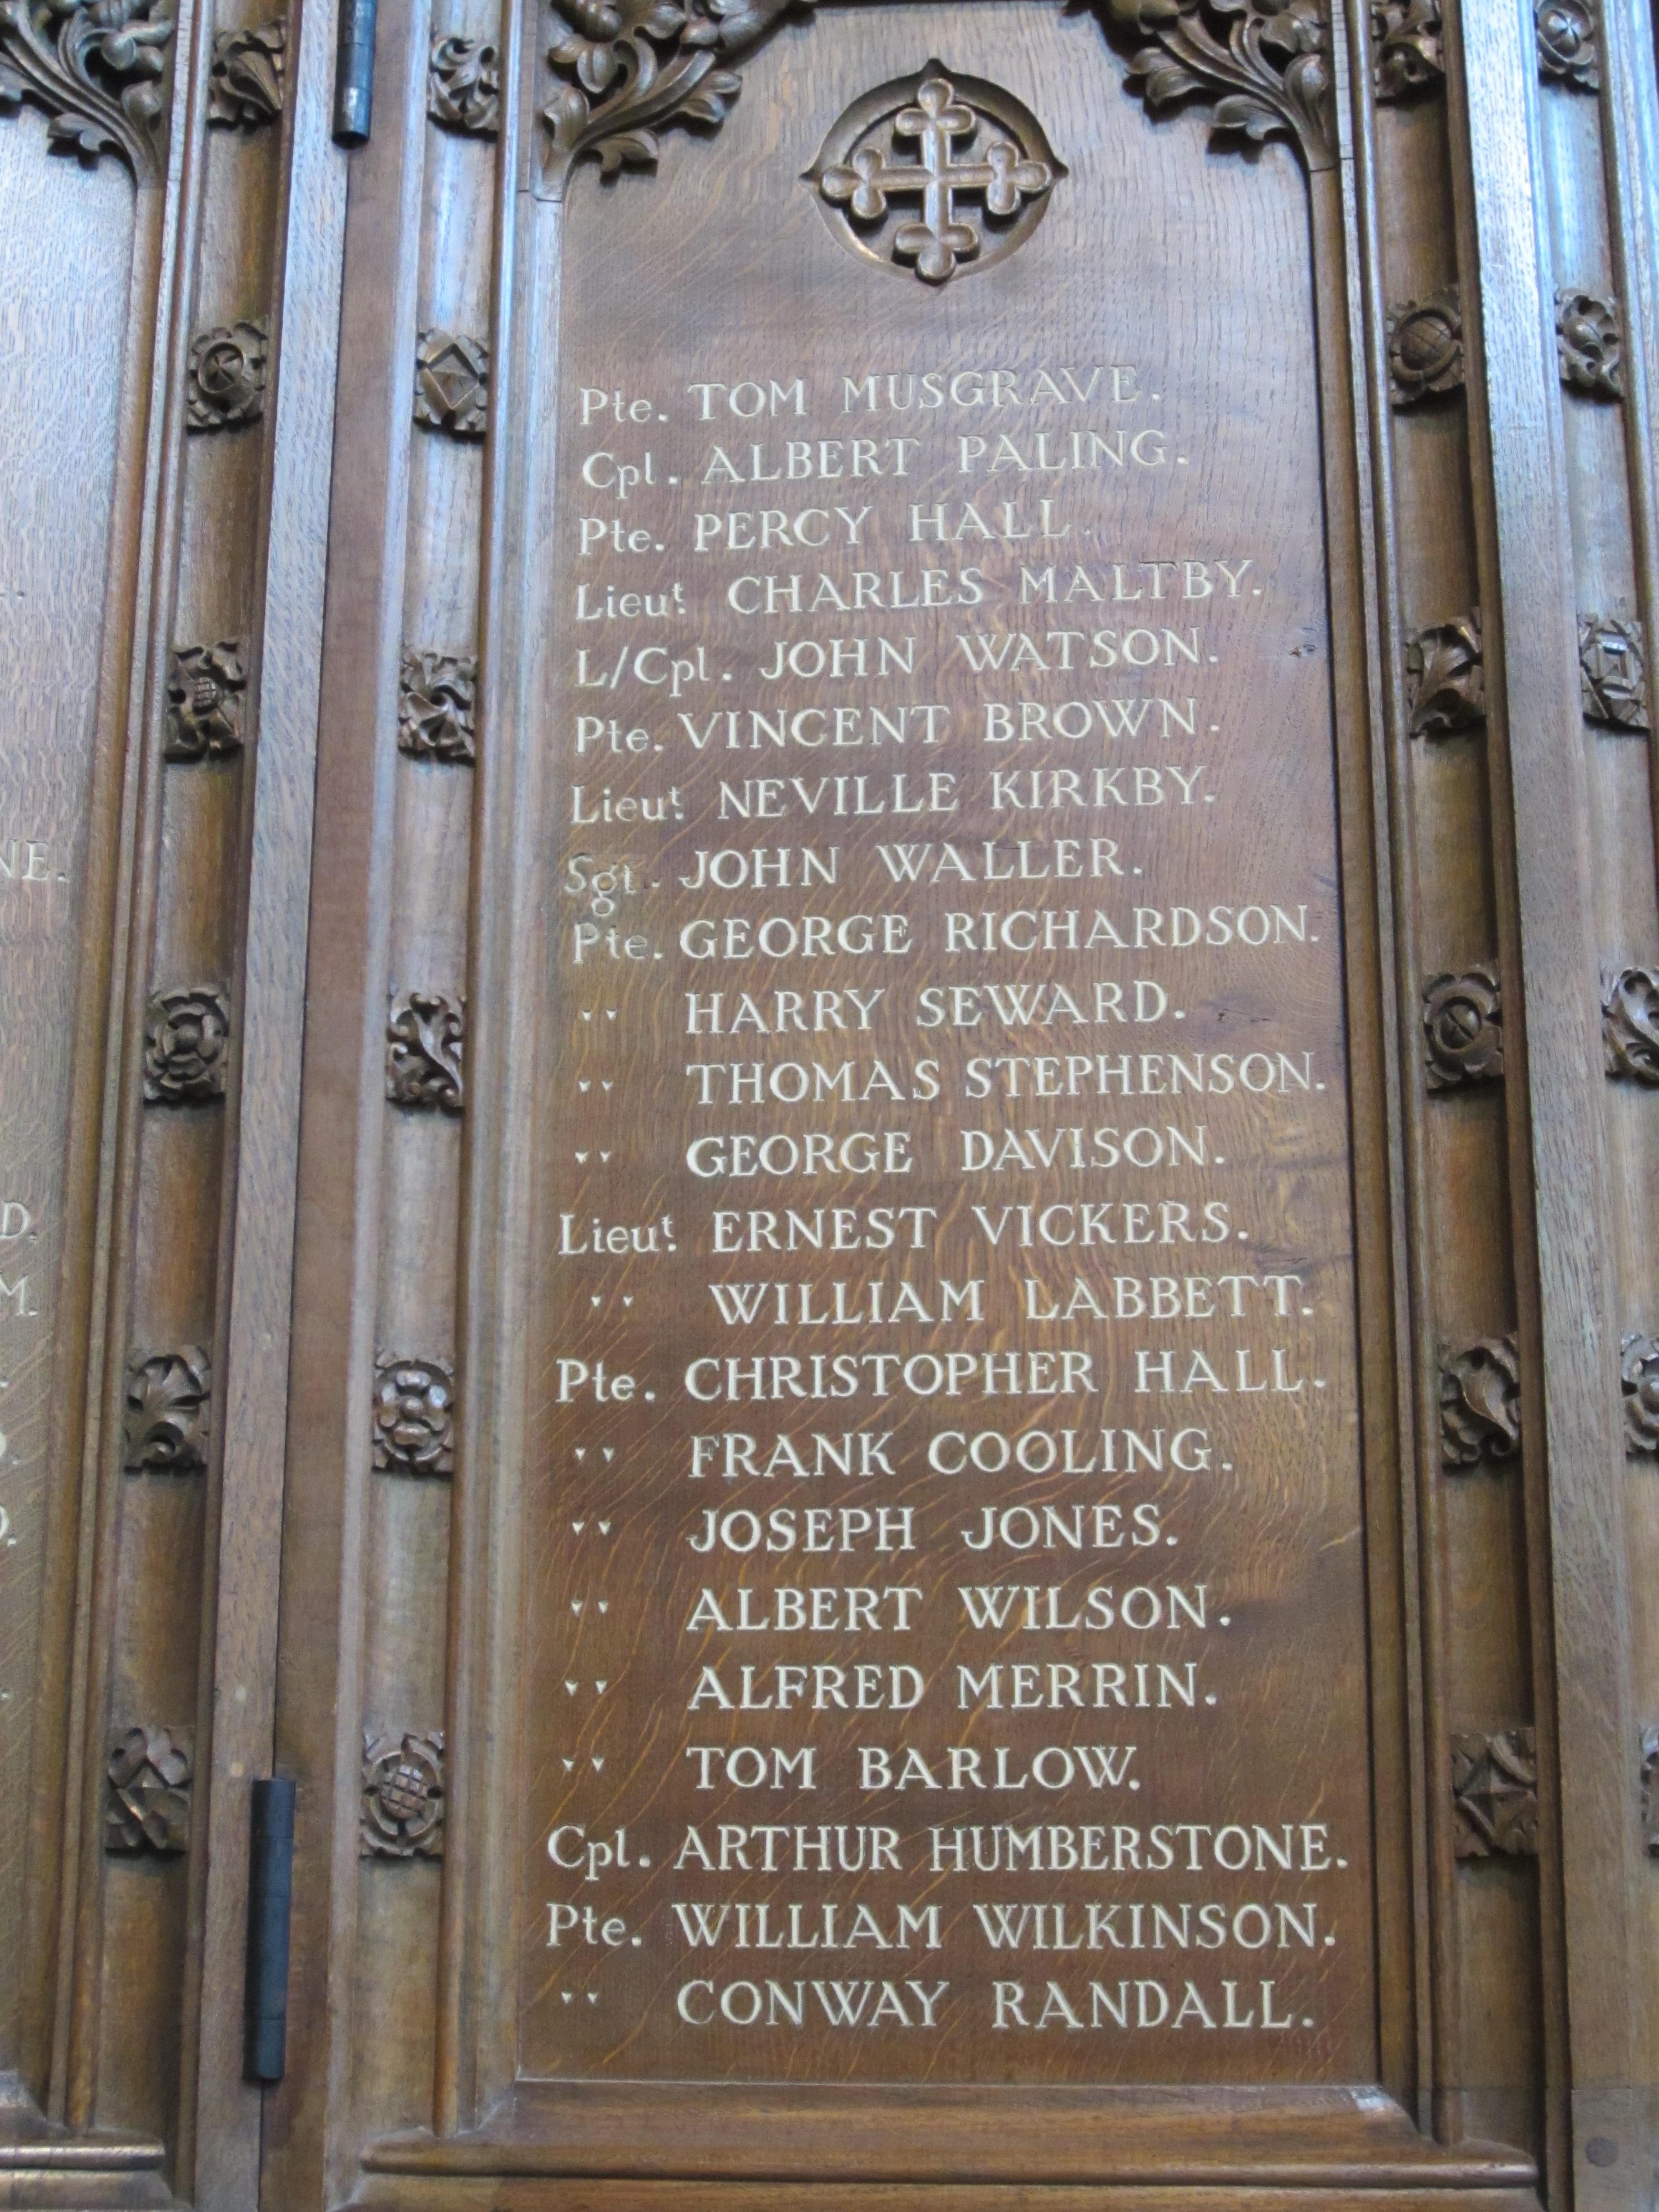 Pte. TOM MUSGRAVE.
Cpl. ALBERT PALING.
Pte. PERCY HALL.
Lieut. CHARLES MALTBY.
L/Cpl. JOHN WATSON.
Pte. VINCENT BROWN.
Lieut. NEVILLE KIRKBY.
Sgt. JOHN WALLER.
Pte. GEORGE RICHARDSON.
" HARRY SEWARD.
" THOMAS STEPHENSON.
" GEORGE DAVISON.
Lieut. ERNEST VICKERS.
" WILLIAM LABBETT.
Pte. CHRISTOPHER HALL.
" FRANK COOLING.
" JOSEPH JONES.
" ALBERT WILSON.
" ALFRED MERRIN.
" TOM BARLOW.
Cpl. ARTHUR HUMBERSTONE.
Pte. WILLIAM WILKINSON.
" CONWAY RANDALL.